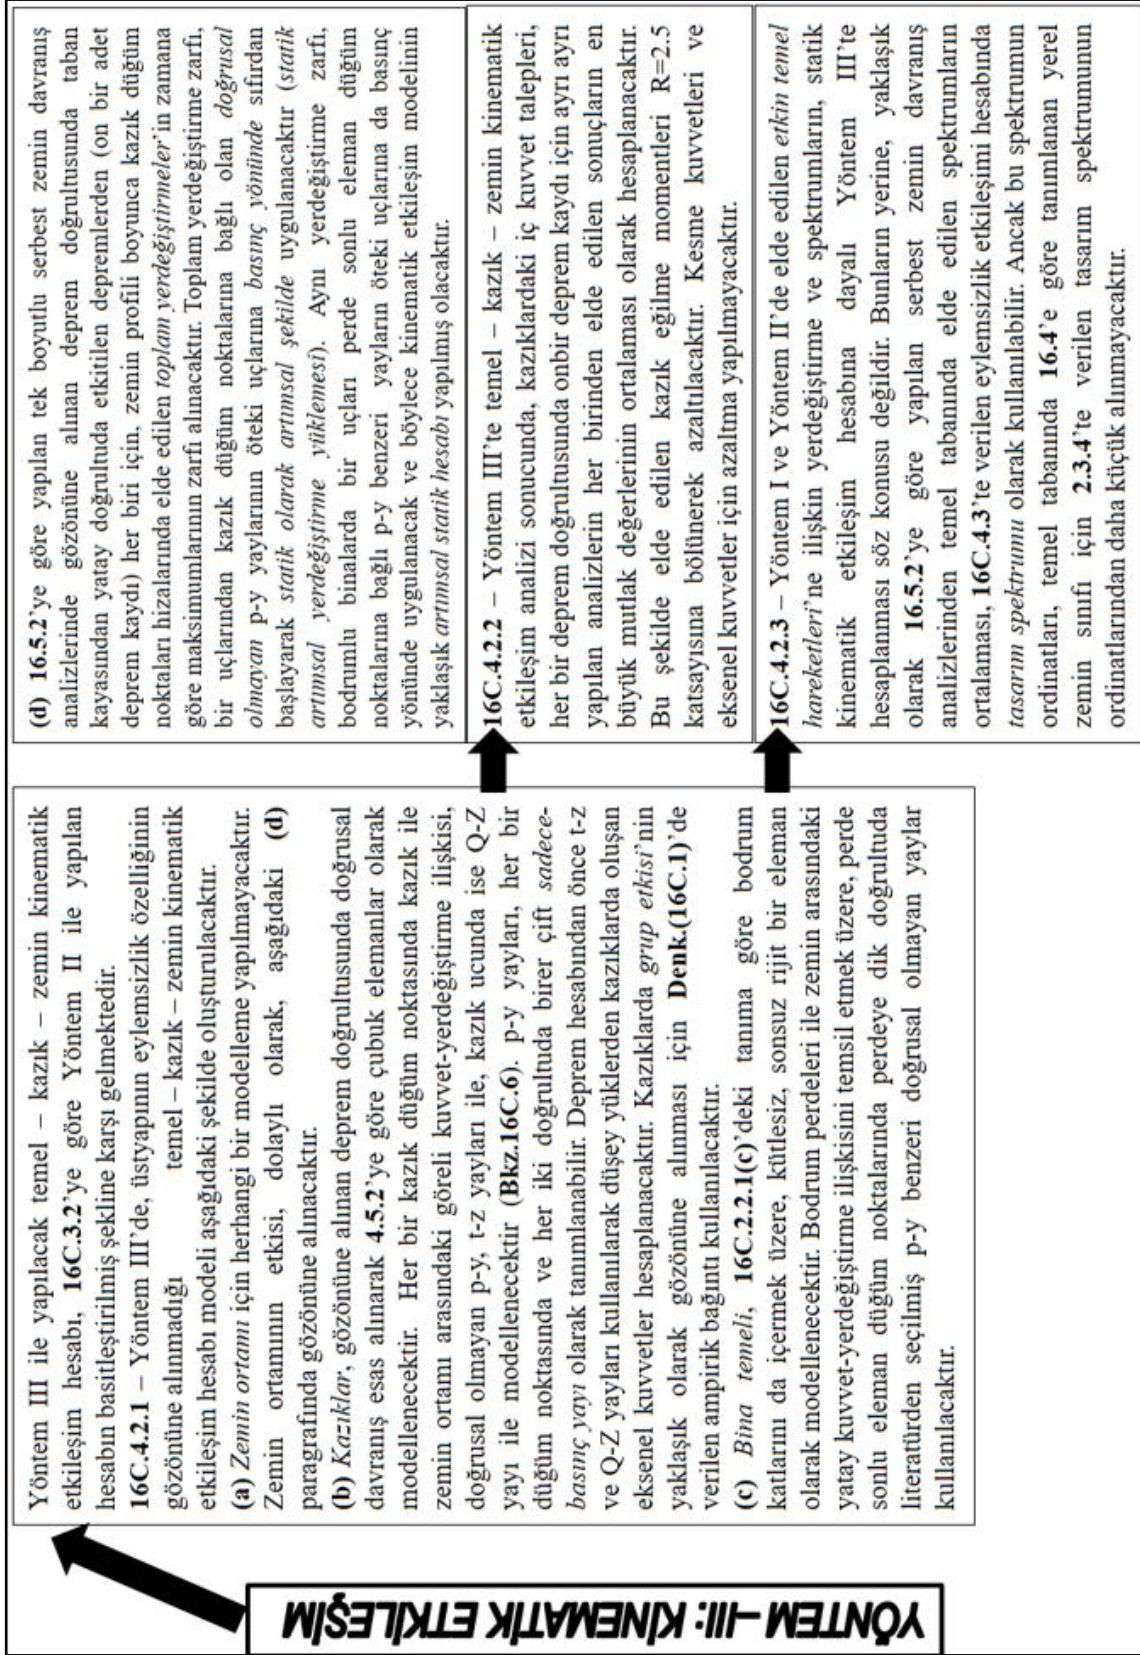 YÖNTEM –III: KİNEMATİK ETKİLEŞİM
Yöntem III ile yapılacak temel – kazık – zemin kinematik
etkileşim hesabı, 16C.3.2’ye göre Yöntem II ile yapılan
hesabın basitleştirilmiş şekline karşı gelmektedir.
16C.4.2.1 – Yöntem III’de, üstyapının eylemsizlik özelliğinin
gözönüne alınmadığı temel – kazık – zemin kinematik
etkileşim hesabı modeli aşağıdaki şekilde oluşturulacaktır.
(a) Zemin ortamı için herhangi bir modelleme yapılmayacaktır.
Zemin ortamının etkisi, dolaylı olarak, aşağıdaki (d)
paragrafında gözönüne alınacaktır.
(b) Kazıklar, gözönüne alınan deprem doğrultusunda doğrusal
davranış esas alınarak 4.5.2’ye göre çubuk elemanlar olarak
modellenecektir. Her bir kazık düğüm noktasında kazık ile
zemin ortamı arasındaki göreli kuvvet-yerdeğiştirme ilişkisi,
doğrusal olmayan p-y, t-z yayları ile, kazık ucunda ise Q-Z
yayı ile modellenecektir (Bkz.16C.6). p-y yayları, her bir
düğüm noktasında ve her iki doğrultuda birer çift sadece-
basınç yayı olarak tanımlanabilir. Deprem hesabından önce t-z
ve Q-Z yayları kullanılarak düşey yüklerden kazıklarda oluşan
eksenel kuvvetler hesaplanacaktır. Kazıklarda grup etkisi’nin
yaklaşık olarak gözönüne alınması için Denk.(16C.1)’de
verilen ampirik bağıntı kullanılacaktır.
(c) Bina temeli, 16C.2.2.1(c)’deki tanıma göre bodrum
katlarını da içermek üzere, kütlesiz, sonsuz rijit bir eleman
olarak modellenecektir. Bodrum perdeleri ile zemin arasındaki
yatay kuvvet-yerdeğiştirme ilişkisini temsil etmek üzere, perde
sonlu eleman düğüm noktalarında perdeye dik doğrultuda
literatürden seçilmiş p-y benzeri doğrusal olmayan yaylar
kullanılacaktır.
(d) 16.5.2’ye göre yapılan tek boyutlu serbest zemin davranış
analizlerinde gözönüne alınan deprem doğrultusunda taban
kayasından yatay doğrultuda etkitilen depremlerden (on bir adet
deprem kaydı) her biri için, zemin profili boyunca kazık düğüm
noktaları hizalarında elde edilen toplam yerdeğiştirmeler’in zamana
göre maksimumlarının zarfı alınacaktır. Toplam yerdeğiştirme zarfı,
bir uçlarından kazık düğüm noktalarına bağlı olan doğrusal
olmayan p-y yaylarının öteki uçlarına basınç yönünde sıfırdan
başlayarak statik olarak artımsal şekilde uygulanacaktır (statik
artımsal yerdeğiştirme yüklemesi). Aynı yerdeğiştirme zarfı,
bodrumlu binalarda bir uçları perde sonlu eleman düğüm
noktalarına bağlı p-y benzeri yayların öteki uçlarına da basınç
yönünde uygulanacak ve böylece kinematik etkileşim modelinin
yaklaşık artımsal statik hesabı yapılmış olacaktır.
16C.4.2.2 – Yöntem III’te temel – kazık – zemin kinematik
etkileşim analizi sonucunda, kazıklardaki iç kuvvet talepleri,
her bir deprem doğrultusunda onbir deprem kaydı için ayrı ayrı
yapılan analizlerin her birinden elde edilen sonuçların en
büyük mutlak değerlerinin ortalaması olarak hesaplanacaktır.
Bu şekilde elde edilen kazık eğilme momentleri R=2.5
katsayısına bölünerek azaltılacaktır. Kesme kuvvetleri ve
eksenel kuvvetler için azaltma yapılmayacaktır.
16C.4.2.3 – Yöntem I ve Yöntem II’de elde edilen etkin temel
hareketleri’ne ilişkin yerdeğiştirme ve spektrumların, statik
kinematik etkileşim hesabına dayalı Yöntem III’te
hesaplanması söz konusu değildir. Bunların yerine, yaklaşık
olarak 16.5.2’ye göre yapılan serbest zemin davranış
analizlerinden temel tabanında elde edilen spektrumların
ortalaması, 16C.4.3’te verilen eylemsizlik etkileşimi hesabında
tasarım spektrumu olarak kullanılabilir. Ancak bu spektrumun
ordinatları, temel tabanında 16.4’e göre tanımlanan yerel
zemin sınıfı için 2.3.4’te verilen tasarım spektrumunun
ordinatlarından daha küçük alınmayacaktır.